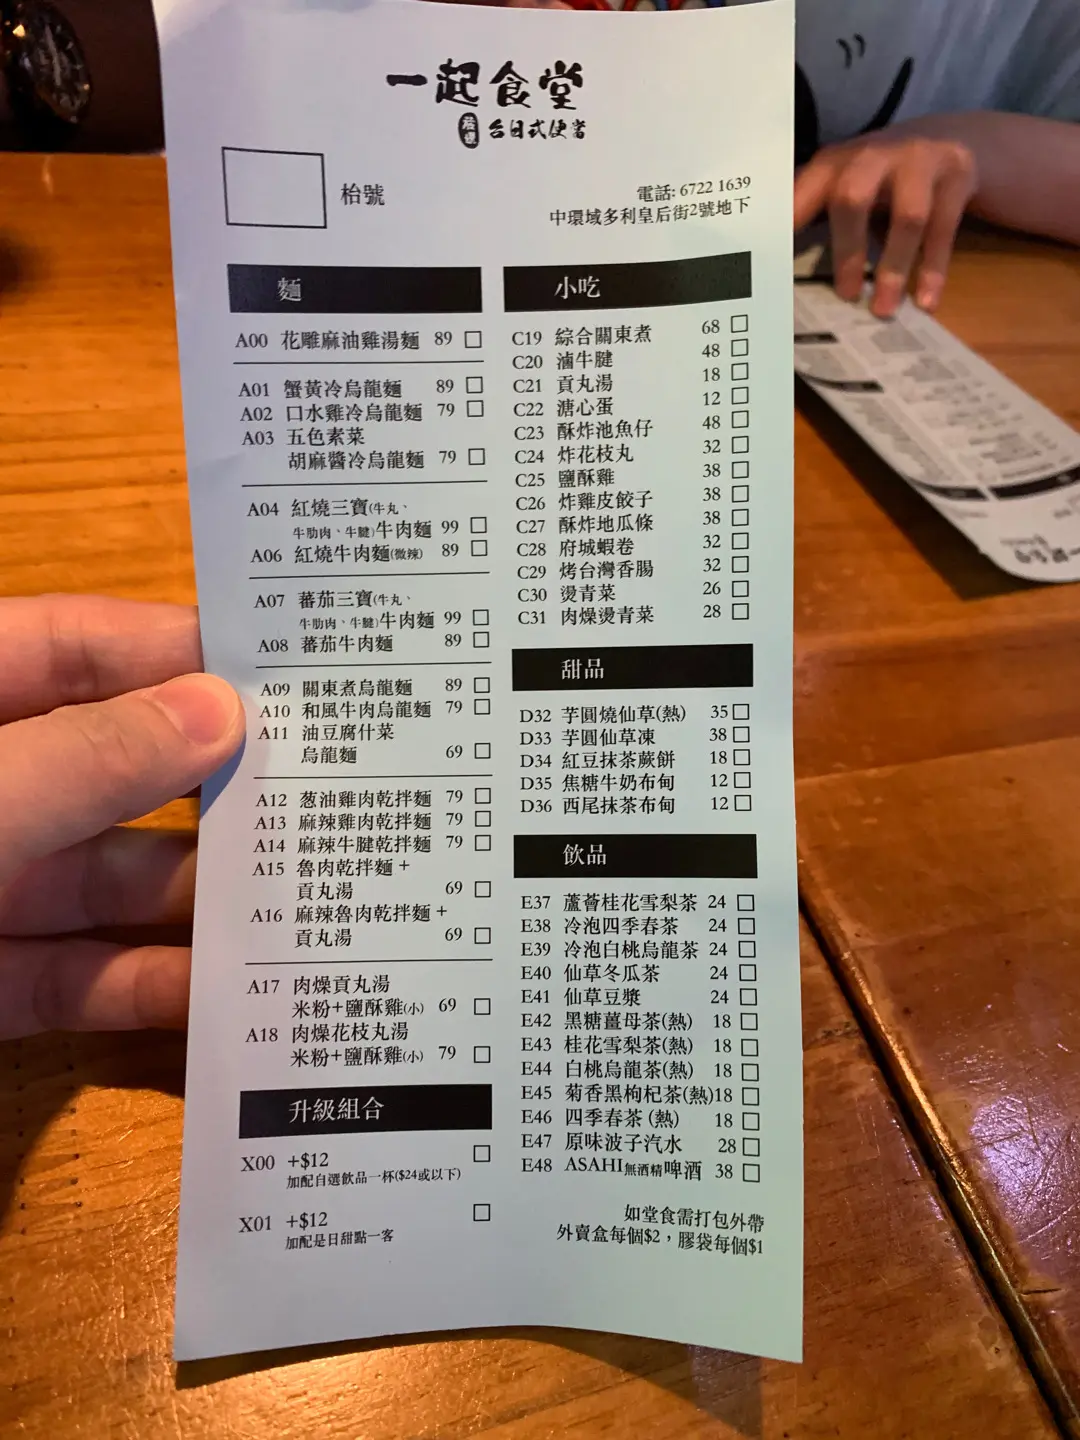 一起食堂
台日式便當
枱號
電話: 6722 1639
中環域多利皇后街2號地下
麵
A00 花雕麻油雞湯麵 89
A01 蟹黃冷烏龍麵 89
A02 口水雞冷烏龍麵 79
A03 五色素菜
胡麻醬冷烏龍麵 79
A04 紅燒三寶(牛丸、
牛肋肉、牛腱)牛肉麵 99
A06 紅燒牛肉麵(微辣) 89
A07 蕃茄三寶(牛丸、
牛肋肉、牛腱)牛肉麵 99
A08 蕃茄牛肉麵 89
A09 關東煮烏龍麵 89
A10 和風牛肉烏龍麵 79
A11 油豆腐什菜
烏龍麵 69
A12 葱油雞肉乾拌麵 79
A13 麻辣雞肉乾拌麵 79
A14 麻辣牛腱乾拌麵 79
A15 魯肉乾拌麵 +
貢丸湯 69
A16 麻辣魯肉乾拌麵 +
貢丸湯 69
A17 肉燥貢丸湯
米粉+鹽酥雞(小) 69
A18 肉燥花枝丸湯
米粉+鹽酥雞(小) 79
升級組合
X00 +$12
加配自選飲品一杯($24或以下)
X01 +$12
加配是日甜點一客
小吃
C19 綜合關東煮 68
C20 滷牛腱 48
C21 貢丸湯 18
C22 溏心蛋 12
C23 酥炸池魚仔 48
C24 炸花枝丸 32
C25 鹽酥雞 38
C26 炸雞皮餃子 38
C27 酥炸地瓜條 38
C28 府城蝦卷 32
C29 烤台灣香腸 32
C30 燙青菜 26
C31 肉燥燙青菜 28
甜品
D32 芋圓燒仙草(熱) 35
D33 芋圓仙草凍 38
D34 紅豆抹茶蕨餅 18
D35 焦糖牛奶布甸 12
D36 西尾抹茶布甸 12
飲品
E37 蘆薈桂花雪梨茶 24
E38 冷泡四季春茶 24
E39 冷泡白桃烏龍茶 24
E40 仙草冬瓜茶 24
E41 仙草豆漿 24
E42 黑糖薑母茶(熱) 18
E43 桂花雪梨茶(熱) 18
E44 白桃烏龍茶(熱) 18
E45 菊香黑枸杞茶(熱)18
E46 四季春茶 (熱) 18
E47 原味波子汽水 28
E48 ASAHI無酒精啤酒 38
如堂食需打包外帶
外賣盒每個$2，膠袋每個$1